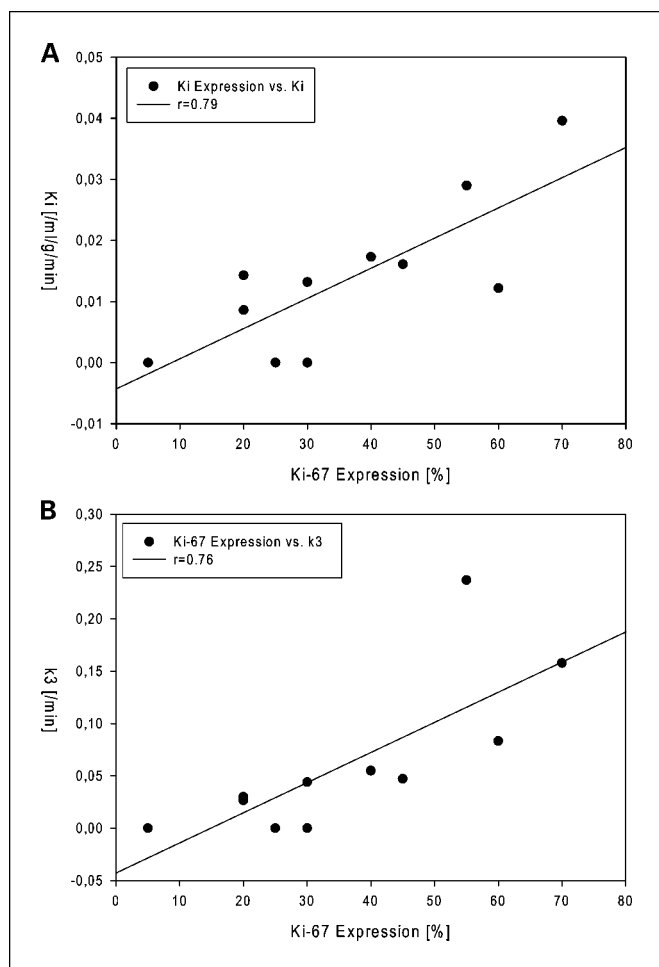 A
0,05
0,04
0,03
0,02
0,01
0,00
-0,01
Ki [/ml/g/min]
Ki Expression vs. Ki
r=0.79
0 10 20 30 40 50 60 70 80
Ki-67 Expression [%]
B
0,30
0,25
0,20
0,15
0,10
0,05
0,00
-0,05
k3 [/min]
Ki-67 Expression vs. k3
r=0.76
0 10 20 30 40 50 60 70 80
Ki-67 Expression [%]